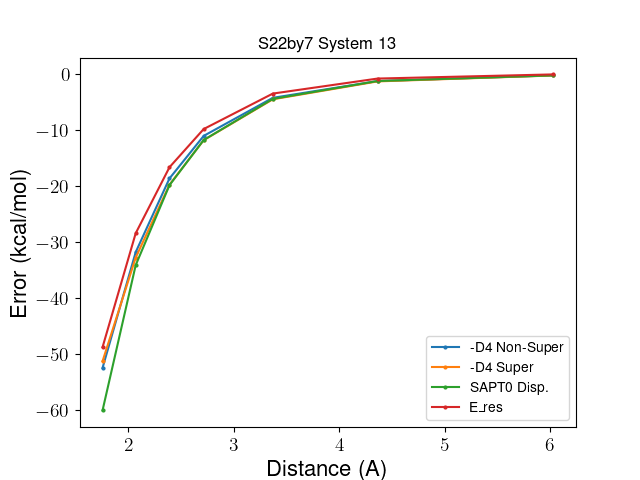 S22by7 System 13
Error (kcal/mol)
0
−10
−20
−30
−40
−50
−60
2
3
4
5
6
Distance (A)
-D4 Non-Super
-D4 Super
SAPT0 Disp.
E_res